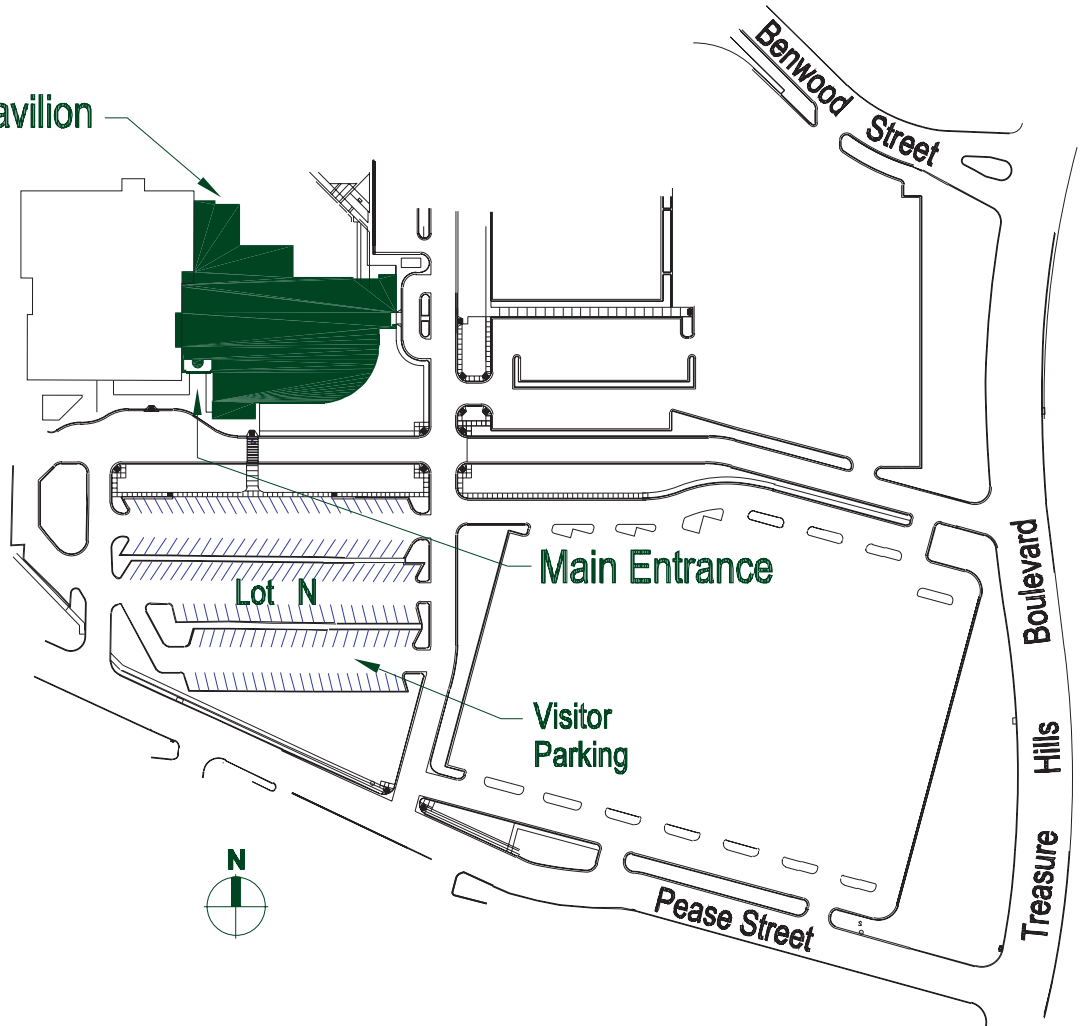 Benwood Street
avilion
Main Entrance
Lot N
Visitor
Parking
Treasure Hills Boulevard
N
Pease Street